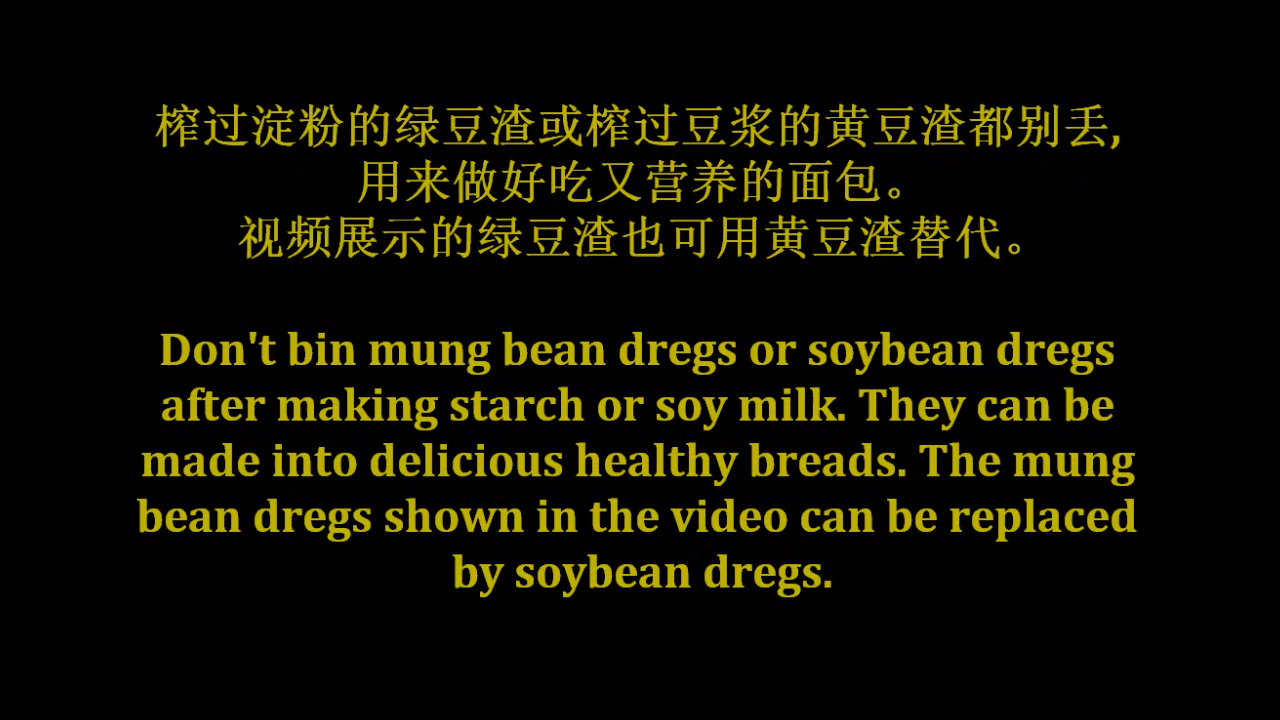 榨过淀粉的绿豆渣或榨过豆浆的黄豆渣都别丢,
用来做好吃又营养的面包。
视频展示的绿豆渣也可用黄豆渣替代。
Don't bin mung bean dregs or soybean dregs
after making starch or soy milk. They can be
made into delicious healthy breads. The mung
bean dregs shown in the video can be replaced
by soybean dregs.